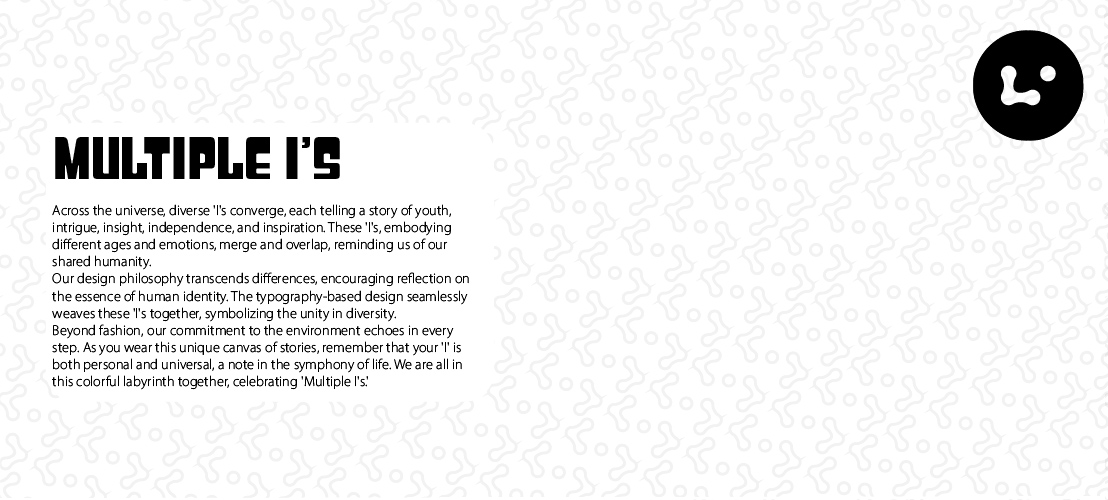 MULTIPLE I'S
Across the universe, diverse 'I's converge, each telling a story of youth,
intrigue, insight, independence, and inspiration. These 'I's, embodying
different ages and emotions, merge and overlap, reminding us of our
shared humanity.
Our design philosophy transcends differences, encouraging reflection on
the essence of human identity. The typography-based design seamlessly
weaves these 'I's together, symbolizing the unity in diversity.
Beyond fashion, our commitment to the environment echoes in every
step. As you wear this unique canvas of stories, remember that your 'I' is
both personal and universal, a note in the symphony of life. We are all in
this colorful labyrinth together, celebrating 'Multiple I's.'